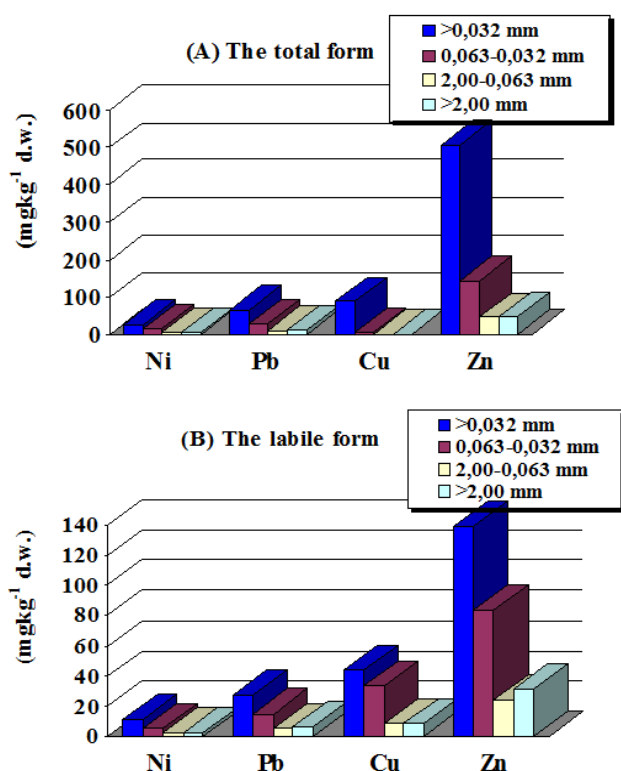 (A) The total form
>0,032 mm
0,063-0,032 mm
2,00-0,063 mm
>2,00 mm
(mgkg⁻¹ d.w.)
600
500
400
300
200
100
0
Ni Pb Cu Zn
(B) The labile form
>0,032 mm
0,063-0,032 mm
2,00-0,063 mm
>2,00 mm
(mgkg⁻¹ d.w.)
140
120
100
80
60
40
20
0
Ni Pb Cu Zn